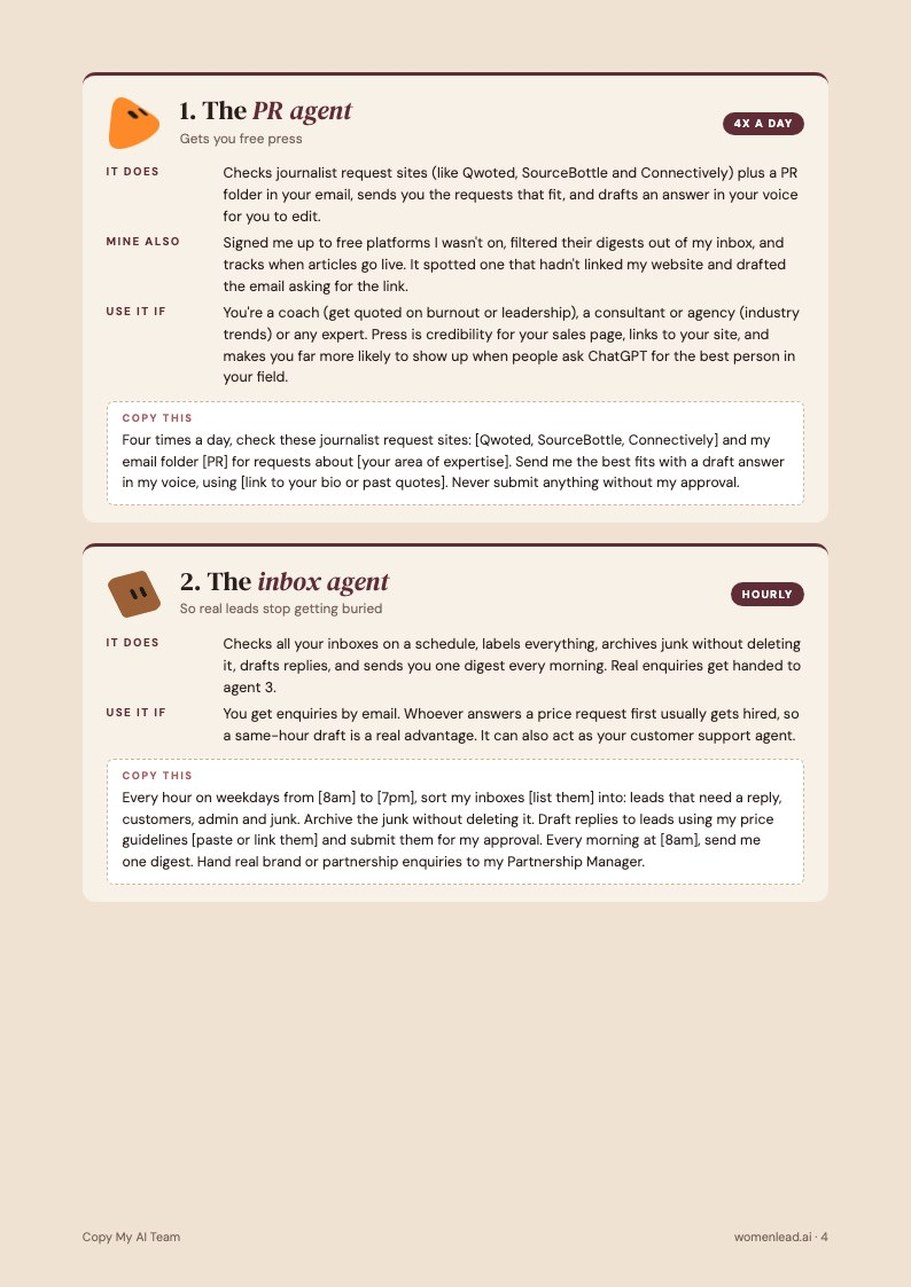 1. The PR agent
Gets you free press
4X A DAY
IT DOES
Checks journalist request sites (like Qwoted, SourceBottle and Connectively) plus a PR
folder in your email, sends you the requests that fit, and drafts an answer in your voice
for you to edit.
MINE ALSO
Signed me up to free platforms I wasn't on, filtered their digests out of my inbox, and
tracks when articles go live. It spotted one that hadn't linked my website and drafted
the email asking for the link.
USE IT IF
You're a coach (get quoted on burnout or leadership), a consultant or agency (industry
trends) or any expert. Press is credibility for your sales page, links to your site, and
makes you far more likely to show up when people ask ChatGPT for the best person in
your field.
COPY THIS
Four times a day, check these journalist request sites: [Qwoted, SourceBottle, Connectively] and my
email folder [PR] for requests about [your area of expertise]. Send me the best fits with a draft answer
in my voice, using [link to your bio or past quotes]. Never submit anything without my approval.
2. The inbox agent
So real leads stop getting buried
HOURLY
IT DOES
Checks all your inboxes on a schedule, labels everything, archives junk without deleting
it, drafts replies, and sends you one digest every morning. Real enquiries get handed to
agent 3.
USE IT IF
You get enquiries by email. Whoever answers a price request first usually gets hired, so
a same-hour draft is a real advantage. It can also act as your customer support agent.
COPY THIS
Every hour on weekdays from [8am] to [7pm], sort my inboxes [list them] into: leads that need a reply,
customers, admin and junk. Archive the junk without deleting it. Draft replies to leads using my price
guidelines [paste or link them] and submit them for my approval. Every morning at [8am], send me
one digest. Hand real brand or partnership enquiries to my Partnership Manager.
Copy My AI Team
womenlead.ai · 4